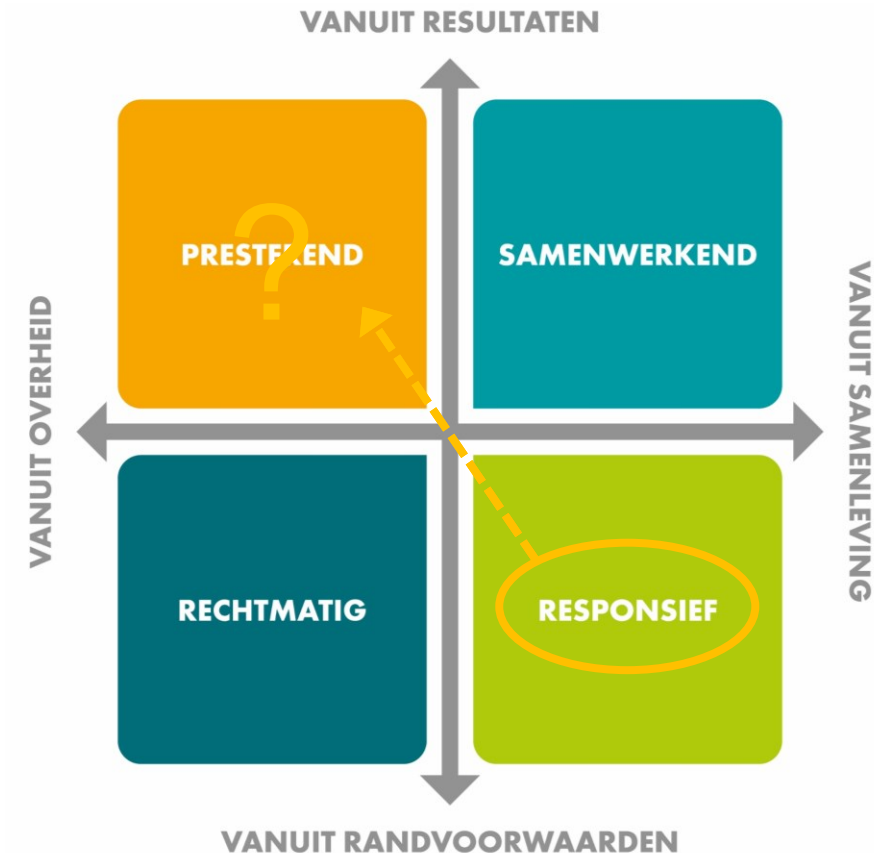 VANUIT RESULTATEN
PRESTEREND
?
SAMENWERKEND
VANUIT OVERHEID
VANUIT SAMENLEVING
RECHTMATIG
RESPONSIEF
VANUIT RANDVOORWAARDEN